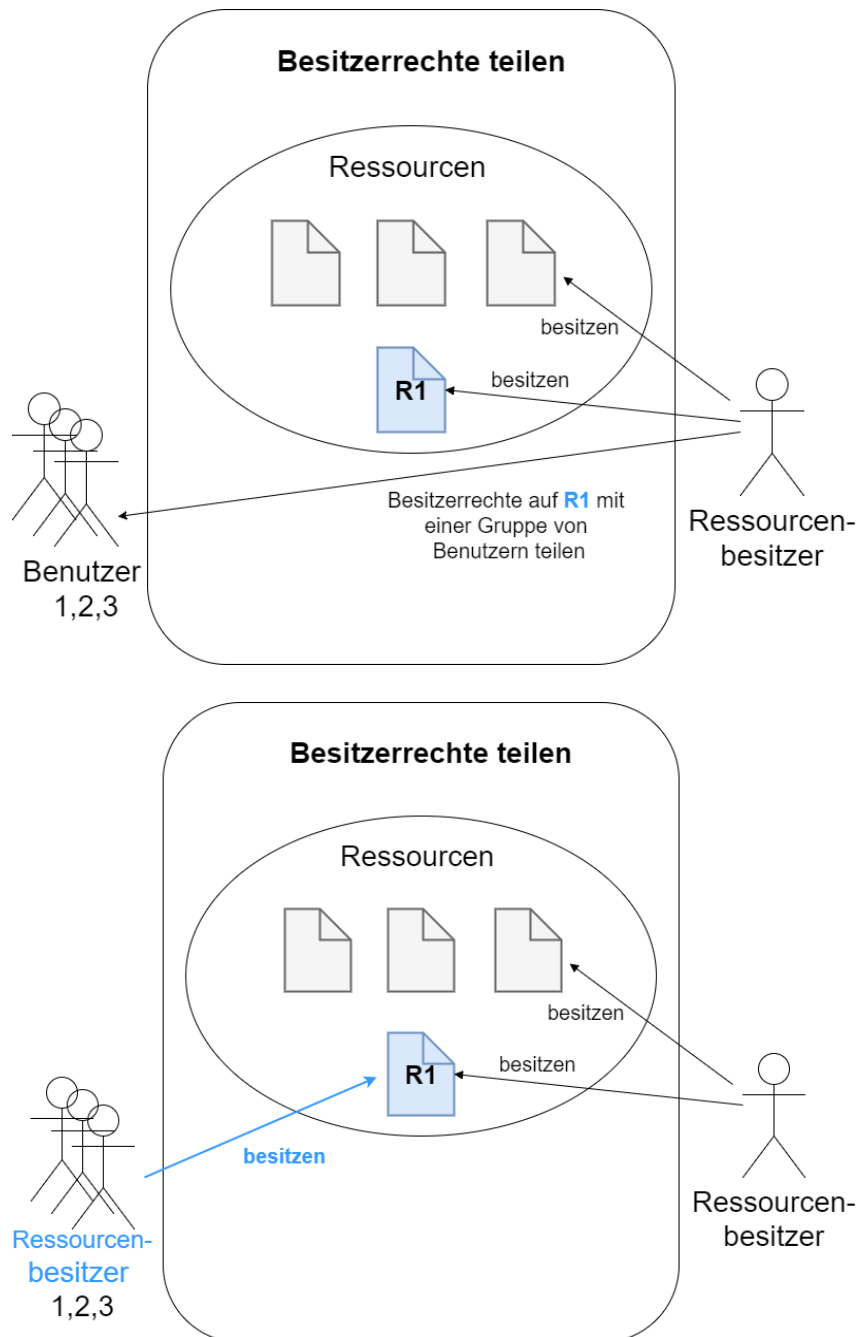 Besitzerrechte teilen
Ressourcen
besitzen
besitzen
R1
Besitzerrechte auf R1 mit
einer Gruppe von
Benutzern teilen
Benutzer
1,2,3
Ressourcen-
besitzer
Besitzerrechte teilen
Ressourcen
besitzen
besitzen
R1
besitzen
Ressourcen-
besitzer
1,2,3
Ressourcen-
besitzer